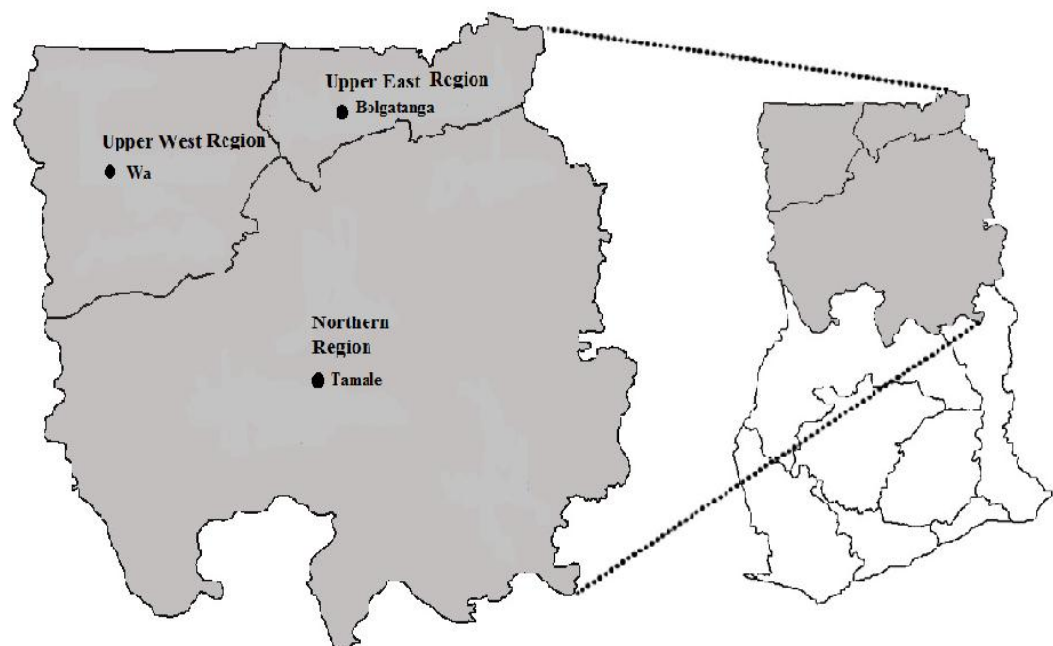 Upper East Region
Bolgatanga
Upper West Region
Wa
Northern
Region
Tamale